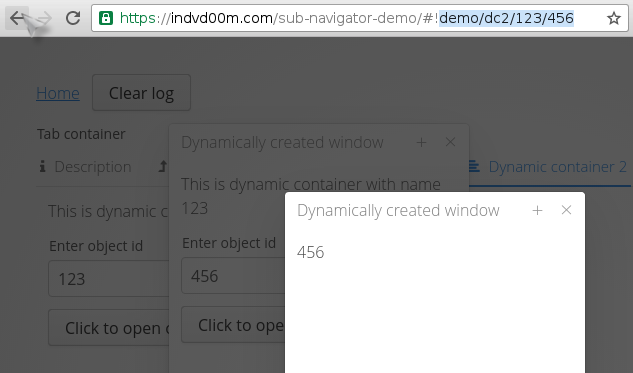 https://indvd00m.com/sub-navigator-demo/#!demo/dc2/123/456
Home Clear log
Tab container
Description
Dynamic container 2
This is dynamic c
Enter object id
123
Click to open
Dynamically created window
This is dynamic container with name
123
Enter object id
456
Click to ope
Dynamically created window
456